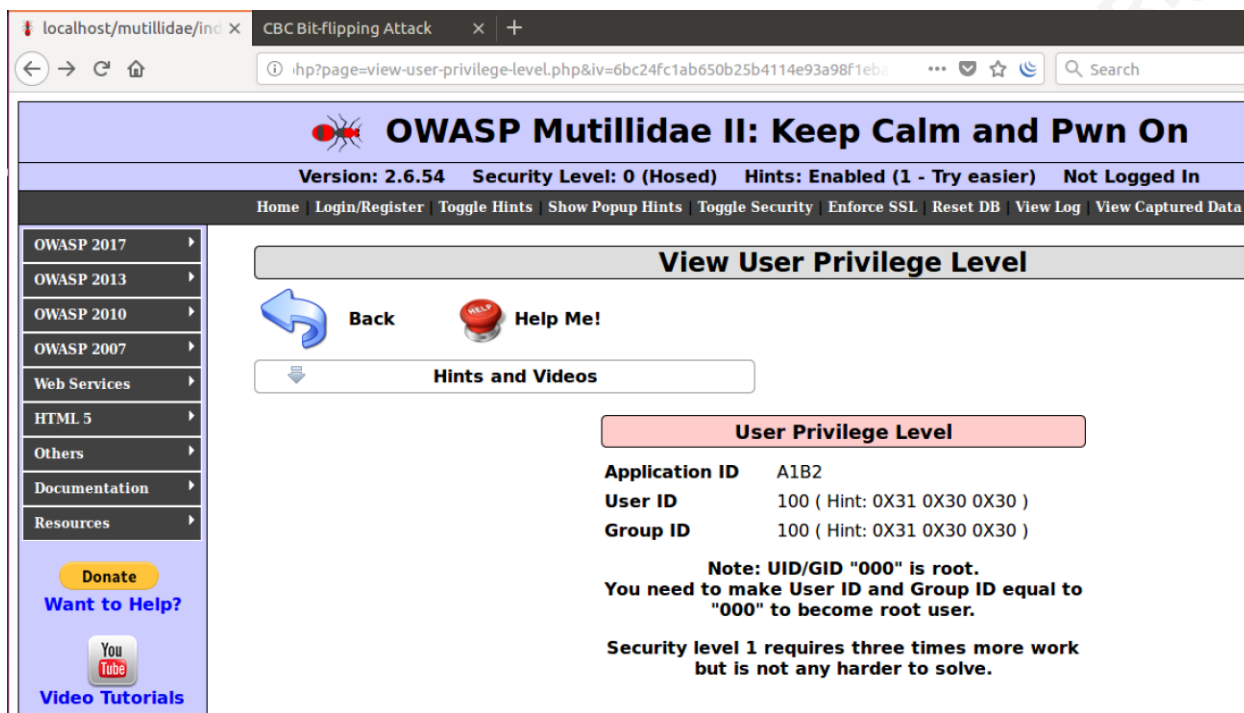 localhost/mutillidae/ind
CBC Bit-flipping Attack
hp?page=view-user-privilege-level.php&iv=6bc24fc1ab650b25b4114e93a98f1eba
Search
OWASP Mutillidae II: Keep Calm and Pwn On
Version: 2.6.54 Security Level: 0 (Hosed) Hints: Enabled (1 - Try easier) Not Logged In
Home | Login/Register | Toggle Hints | Show Popup Hints | Toggle Security | Enforce SSL | Reset DB | View Log | View Captured Data
OWASP 2017
OWASP 2013
OWASP 2010
OWASP 2007
Web Services
HTML 5
Others
Documentation
Resources
Donate
Want to Help?
You
Tube
Video Tutorials
View User Privilege Level
Back
HELP
Help Me!
Hints and Videos
User Privilege Level
Application ID A1B2
User ID 100 ( Hint: 0X31 0X30 0X30 )
Group ID 100 ( Hint: 0X31 0X30 0X30 )
Note: UID/GID "000" is root.
You need to make User ID and Group ID equal to
"000" to become root user.
Security level 1 requires three times more work
but is not any harder to solve.